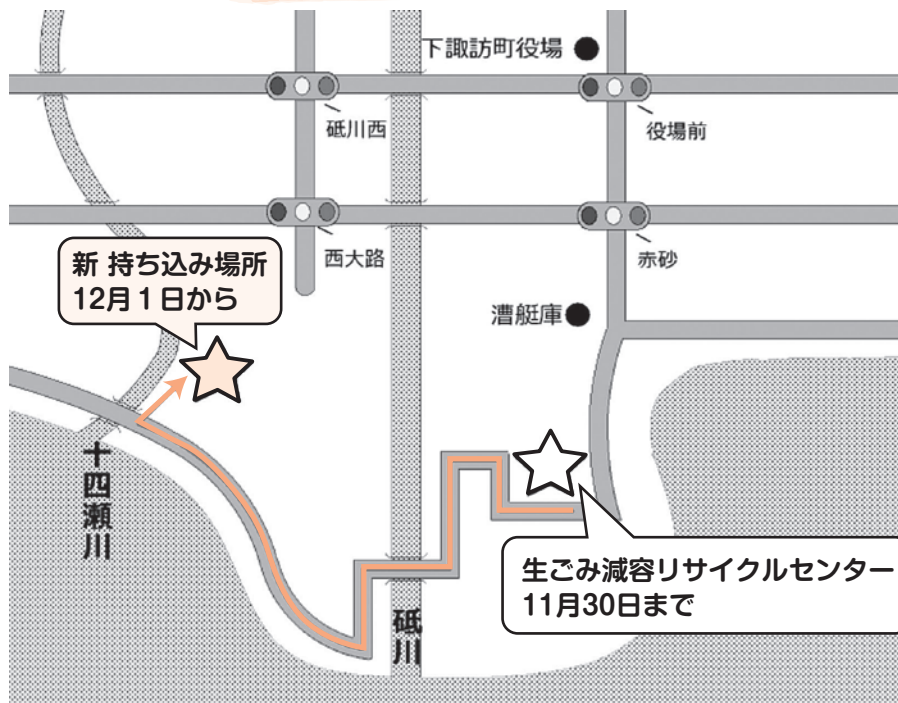 下諏訪町役場
砥川西
役場前
西大路
赤砂
新 持ち込み場所
12月1日から
漕艇庫
十四瀬川
生ごみ減容リサイクルセンター
11月30日まで
砥川